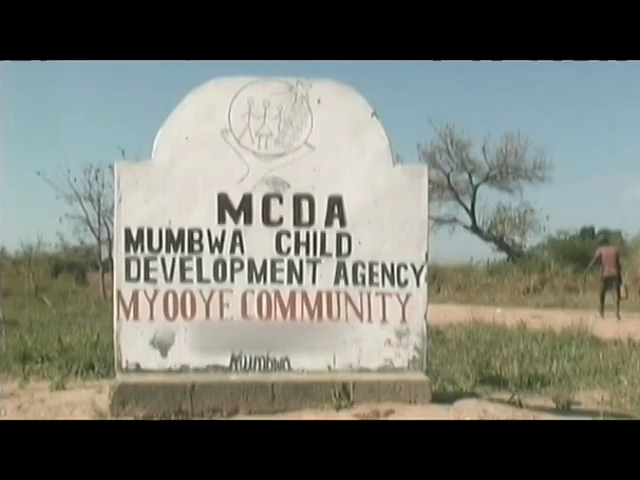 MCDA
MUMBWA CHILD
DEVELOPMENT AGENCY
MYOOYE COMMUNITY
MUMBWA